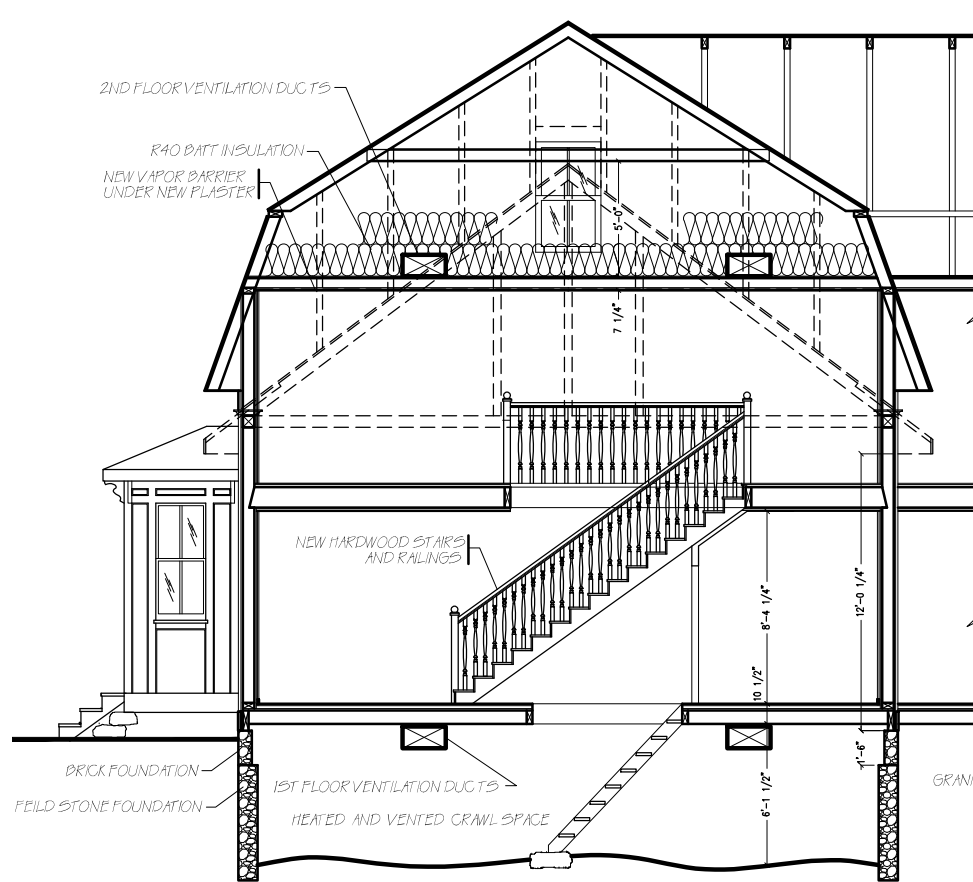 2ND FLOOR VENTILATION DUCTS
R40 BATT INSULATION
NEW VAPOR BARRIER
UNDER NEW PLASTER
5'-0"
7 1/4"
NEW HARDWOOD STAIRS
AND RAILINGS
8'-4 1/4"
12'-0 1/4"
10 1/2"
1'-6"
6'-1 1/2"
BRICK FOUNDATION
FEILD STONE FOUNDATION
1ST FLOOR VENTILATION DUCTS
HEATED AND VENTED CRAWL SPACE
GRANI